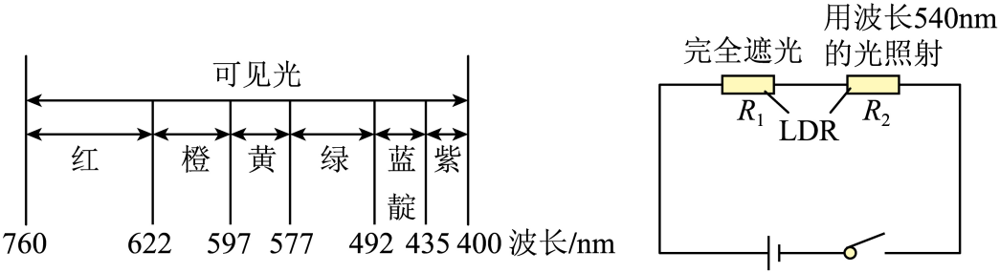 可见光
红 橙 黄 绿 蓝 紫
靛
760 622 597 577 492 435 400 波长/nm
用波长540nm
完全遮光 的光照射
R₁ LDR R₂